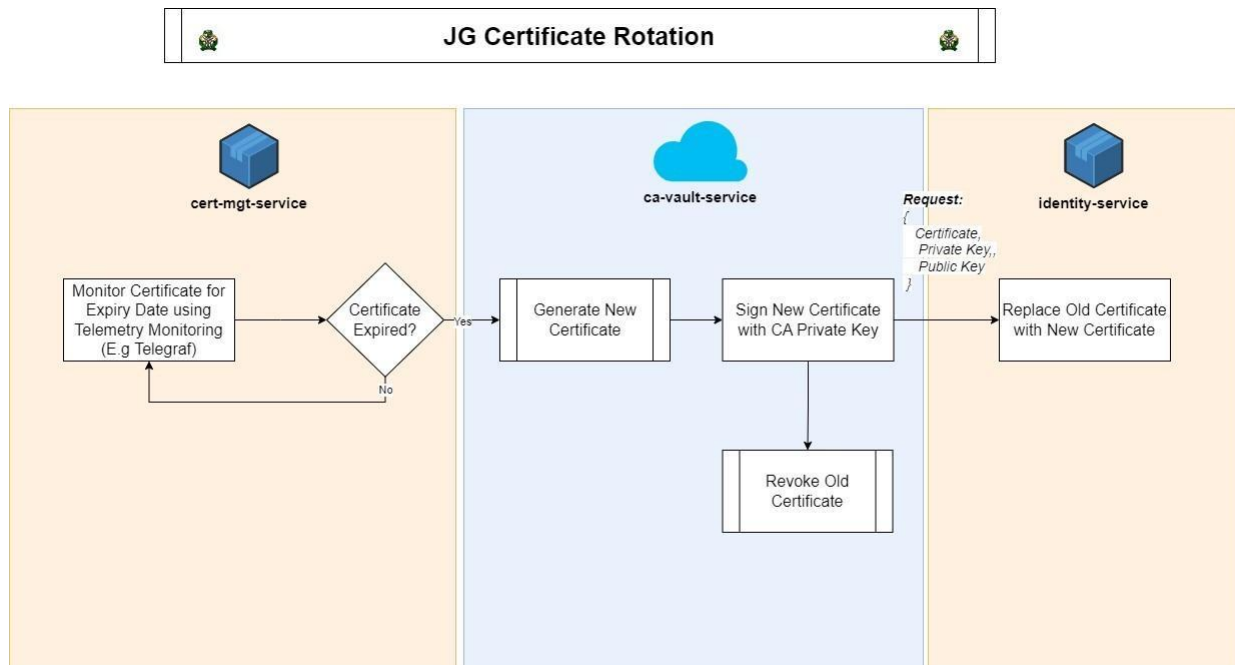 JG Certificate Rotation
cert-mgt-service
Monitor Certificate for
Expiry Date using
Telemetry Monitoring
(E.g Telegraf)
Certificate
Expired?
Yes
No
ca-vault-service
Generate New
Certificate
Sign New Certificate
with CA Private Key
Revoke Old
Certificate
Request:
{
Certificate,
Private Key,,
Public Key
}
identity-service
Replace Old Certificate
with New Certificate